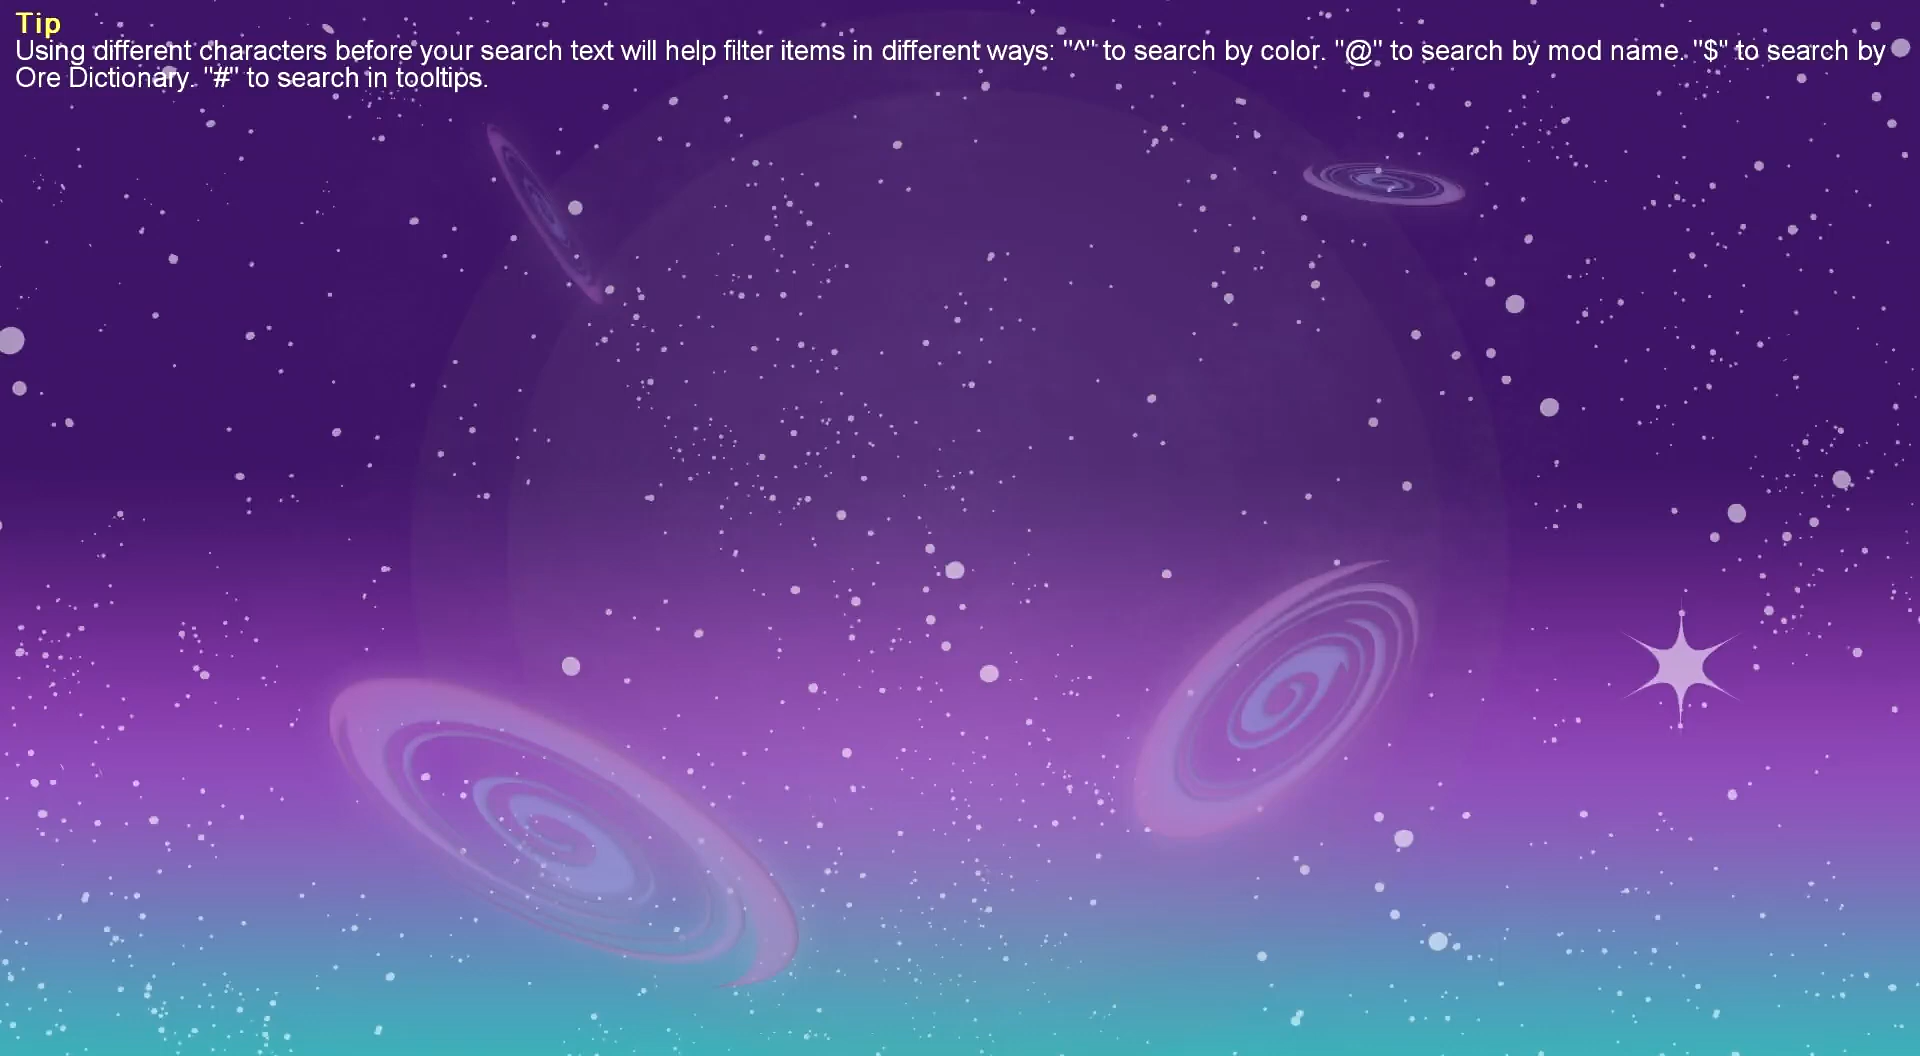 Tip
Using different characters before your search text will help filter items in different ways: "^" to search by color. "@" to search by mod name. "$" to search by
Ore Dictionary. "#" to search in tooltips.